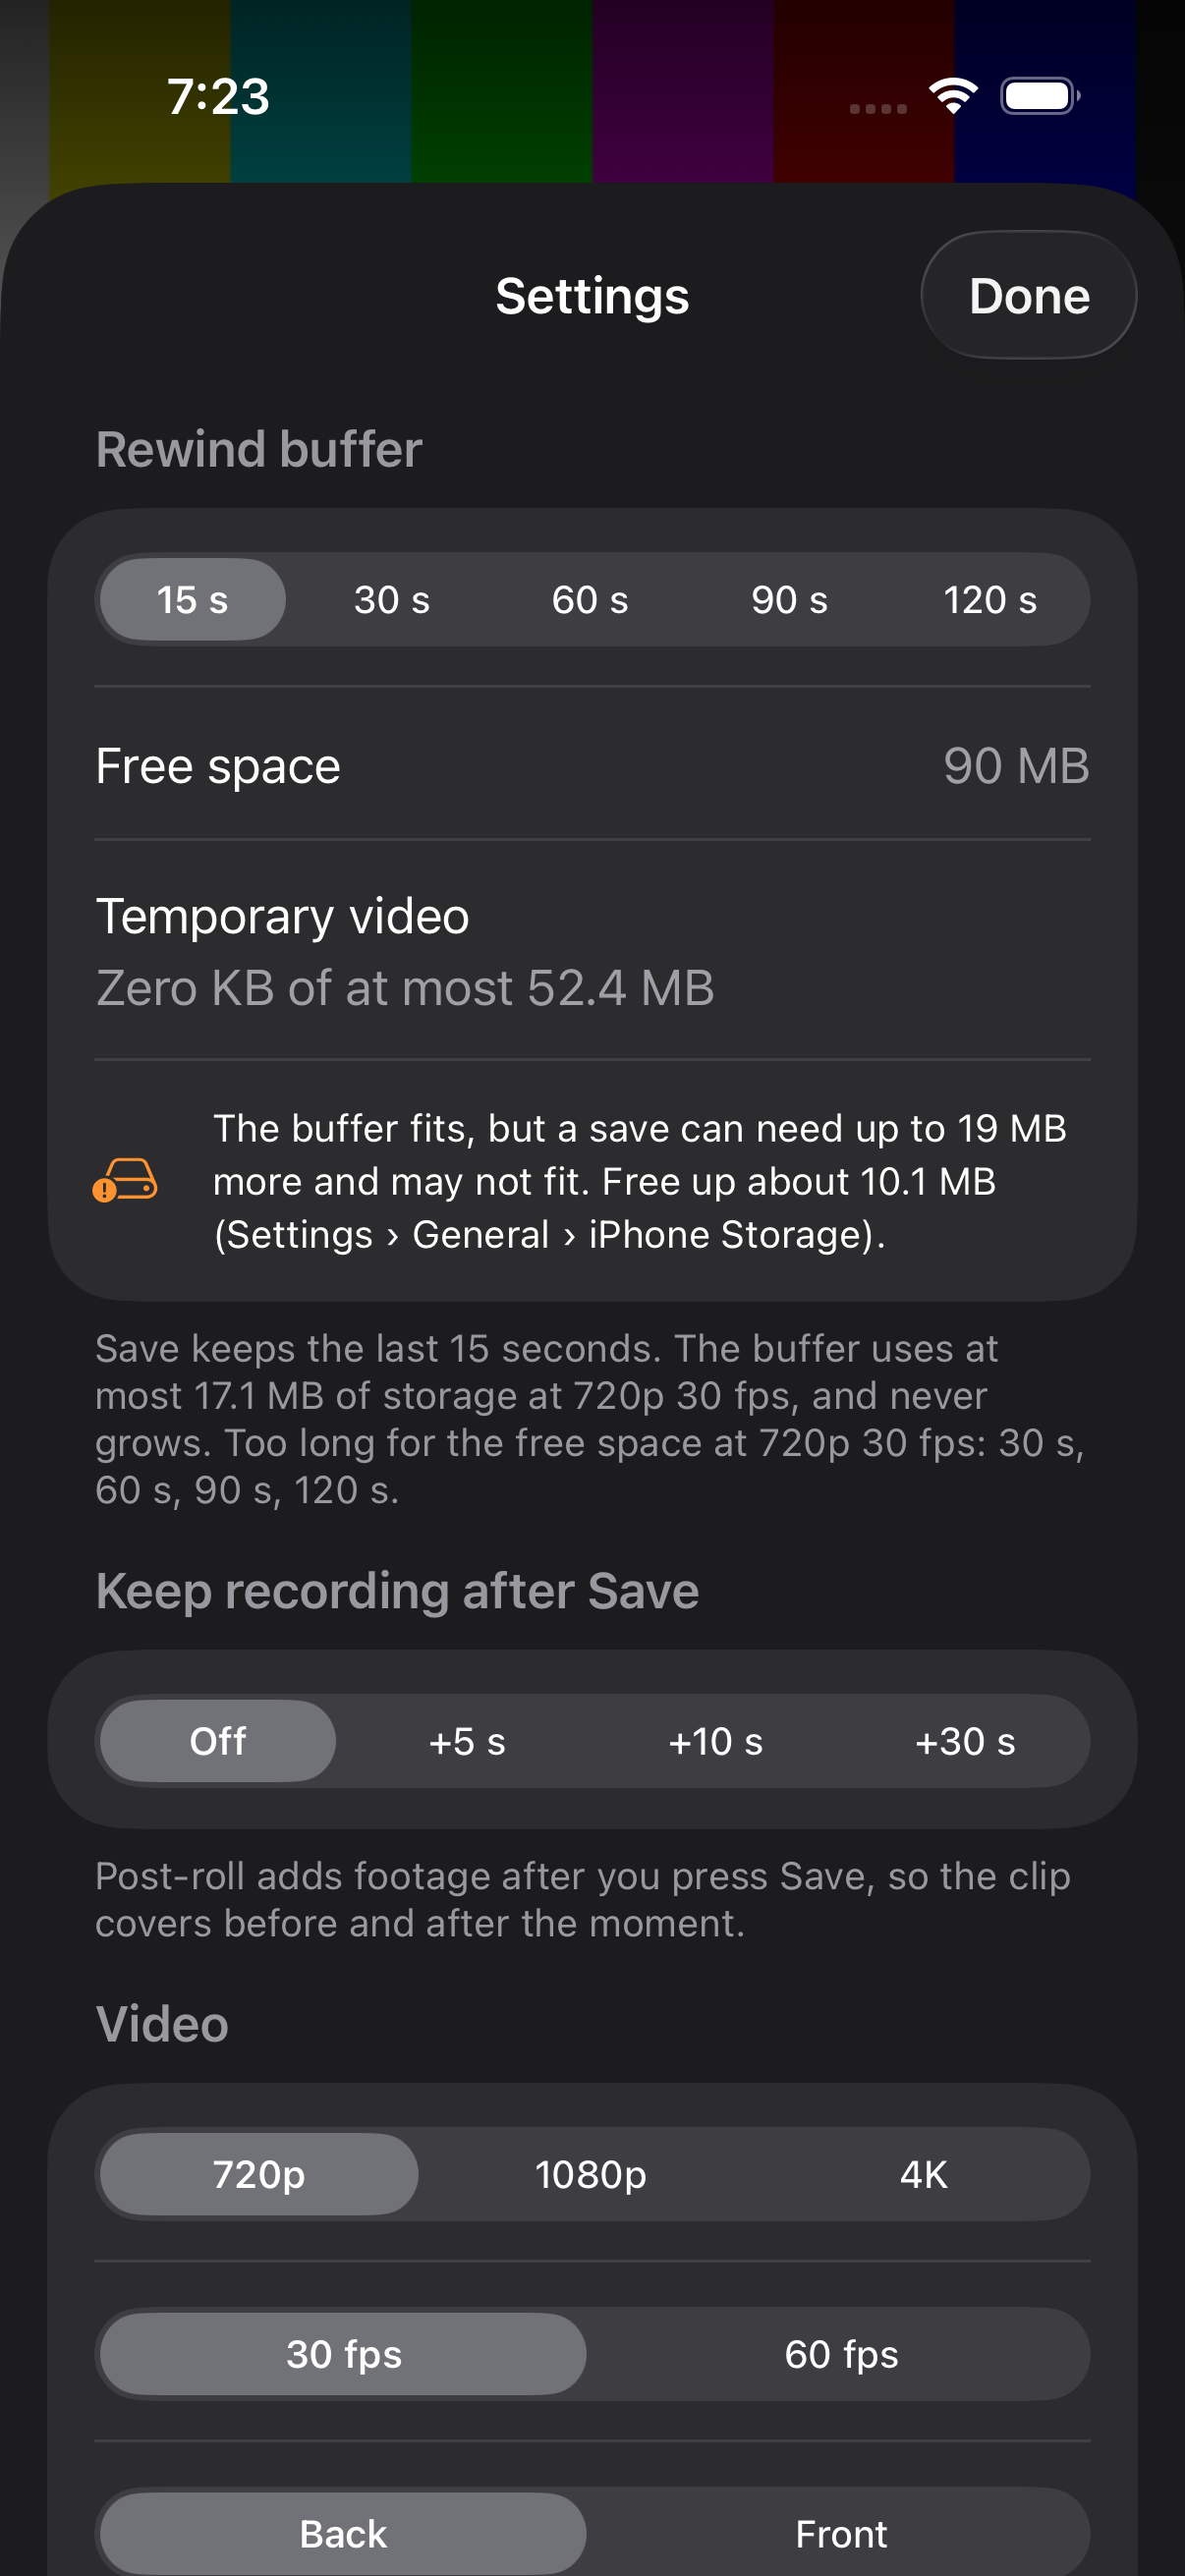 7:23
Settings
Done
Rewind buffer
15 s
30 s
60 s
90 s
120 s
Free space
90 MB
Temporary video
Zero KB of at most 52.4 MB
The buffer fits, but a save can need up to 19 MB
more and may not fit. Free up about 10.1 MB
(Settings › General › iPhone Storage).
Save keeps the last 15 seconds. The buffer uses at
most 17.1 MB of storage at 720p 30 fps, and never
grows. Too long for the free space at 720p 30 fps: 30 s,
60 s, 90 s, 120 s.
Keep recording after Save
Off
+5 s
+10 s
+30 s
Post-roll adds footage after you press Save, so the clip
covers before and after the moment.
Video
720p
1080p
4K
30 fps
60 fps
Back
Front